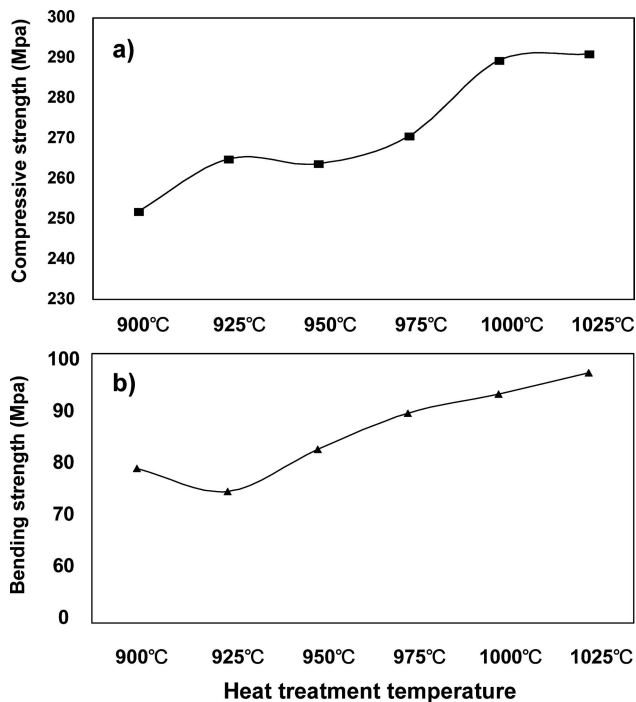 a)
Compressive strength (Mpa)
300
290
280
270
260
250
240
230
900℃ 925℃ 950℃ 975℃ 1000℃ 1025℃
b)
Bending strength (Mpa)
100
90
80
70
60
0
900℃ 925℃ 950℃ 975℃ 1000℃ 1025℃
Heat treatment temperature